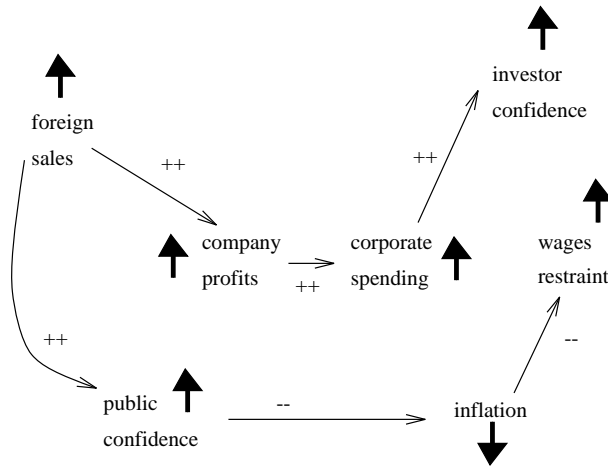 investor
confidence
foreign
sales
++
++
company
profits
++
corporate
spending
wages
restraint
++
--
public
confidence
--
inflation